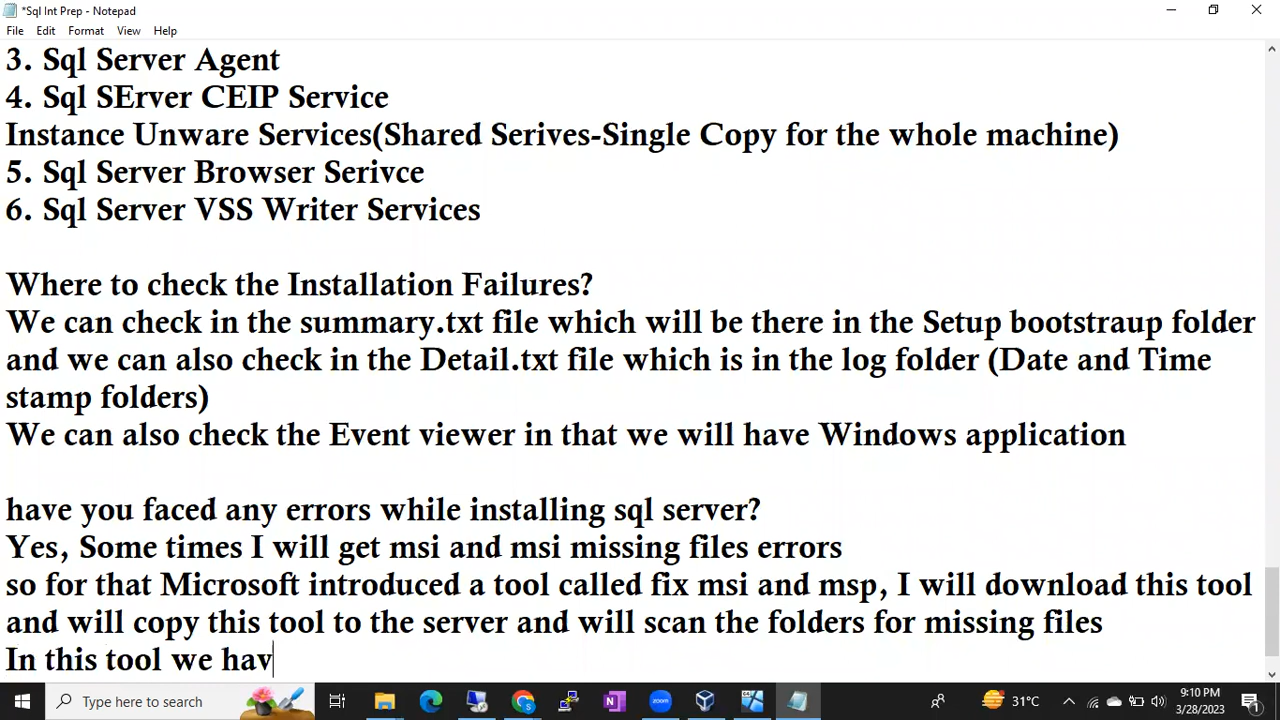 *Sql Int Prep - Notepad
File Edit Format View Help
3. Sql Server Agent
4. Sql SErver CEIP Service
Instance Unware Services(Shared Serives-Single Copy for the whole machine)
5. Sql Server Browser Serivce
6. Sql Server VSS Writer Services
Where to check the Installation Failures?
We can check in the summary.txt file which will be there in the Setup bootstraup folder
and we can also check in the Detail.txt file which is in the log folder (Date and Time
stamp folders)
We can also check the Event viewer in that we will have Windows application
have you faced any errors while installing sql server?
Yes, Some times I will get msi and msi missing files errors
so for that Microsoft introduced a tool called fix msi and msp, I will download this tool
and will copy this tool to the server and will scan the folders for missing files
In this tool we hav
Type here to search
zoom
31°C
9:10 PM
3/28/2023
1